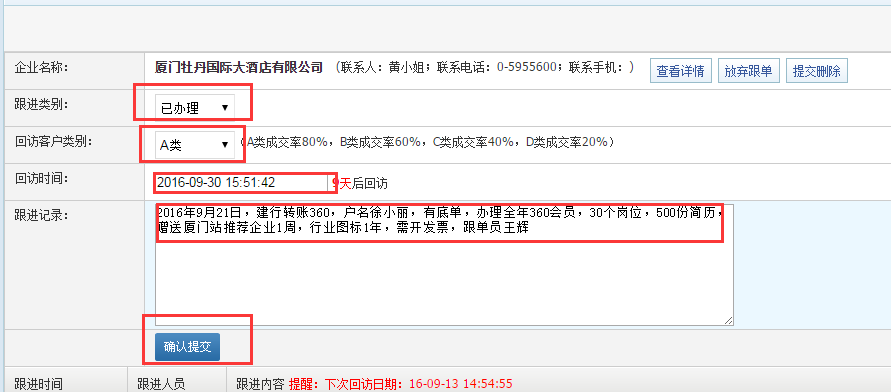 企业名称： 厦门牡丹国际大酒店有限公司 （联系人：黄小姐；联系电话：0-5955600；联系手机：） 查看详情 放弃跟单 提交删除
跟进类别： 已办理
回访客户类别： A类 （A类成交率80%，B类成交率60%，C类成交率40%，D类成交率20%）
回访时间： 2016-09-30 15:51:42 9天后回访
跟进记录： 2016年9月21日，建行转账360，户名徐小丽，有底单，办理全年360会员，30个岗位，500份简历，
赠送厦门站推荐企业1周，行业图标1年，需开发票，跟单员王辉
确认提交
跟进时间 跟进人员 跟进内容 提醒：下次回访日期：16-09-13 14:54:55